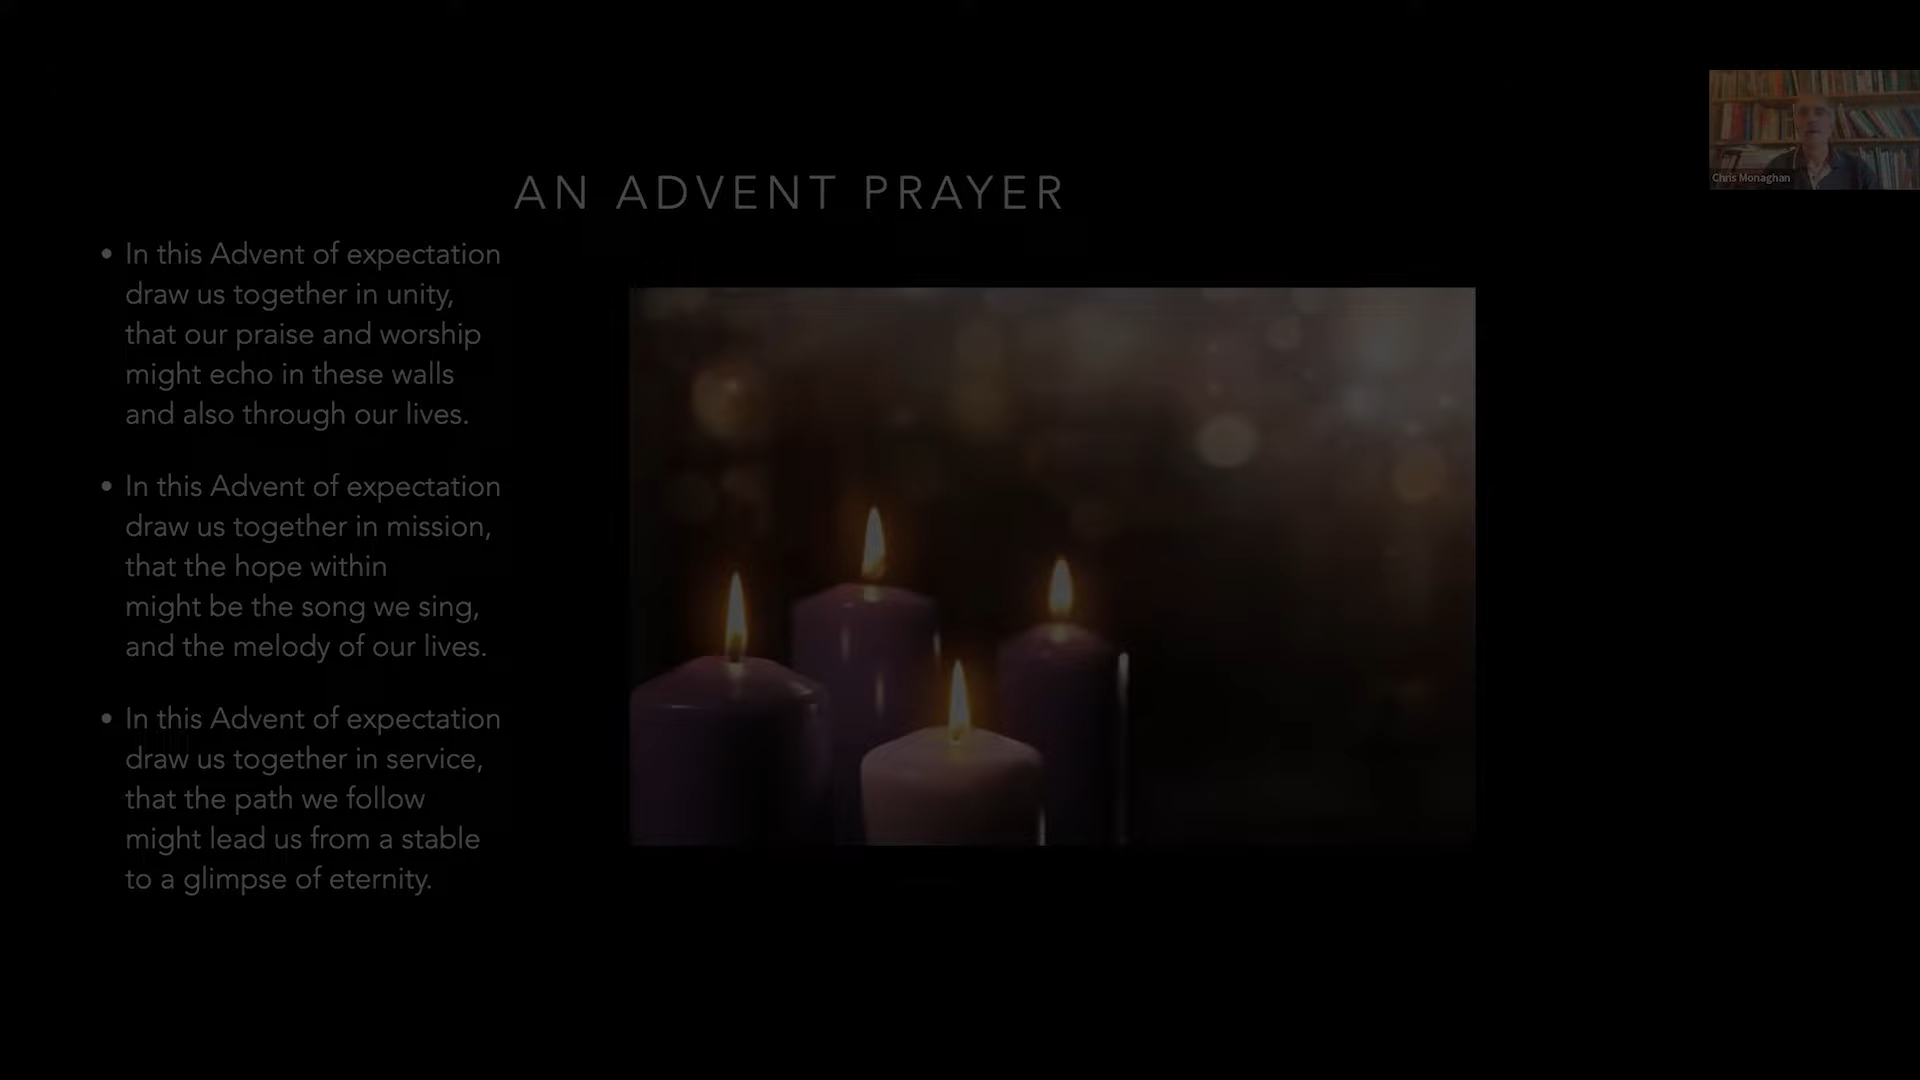 AN ADVENT PRAYER
Chris Monaghan
• In this Advent of expectation
draw us together in unity,
that our praise and worship
might echo in these walls
and also through our lives.
• In this Advent of expectation
draw us together in mission,
that the hope within
might be the song we sing,
and the melody of our lives.
• In this Advent of expectation
draw us together in service,
that the path we follow
might lead us from a stable
to a glimpse of eternity.